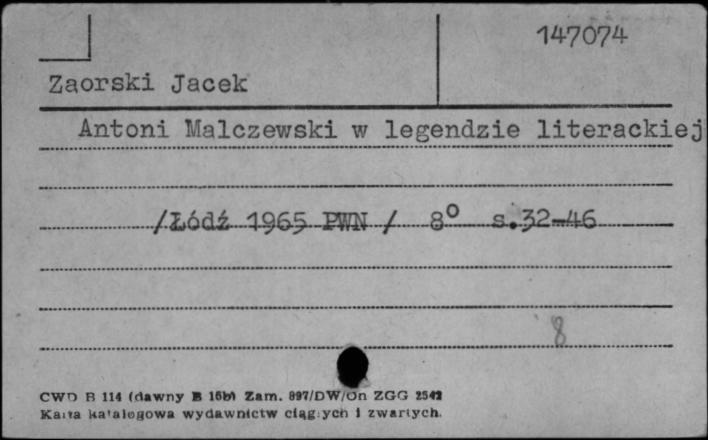 147074
Zaorski Jacek
Antoni Malczewski w legendzie literackiej
/Łódź 1965 PWN / 8° s.32-46
8
CWD B 114 (dawny B 16b) Zam. 897/DW/On ZGG 2542
Karta katalogowa wydawnictw ciągłych i zwartych.